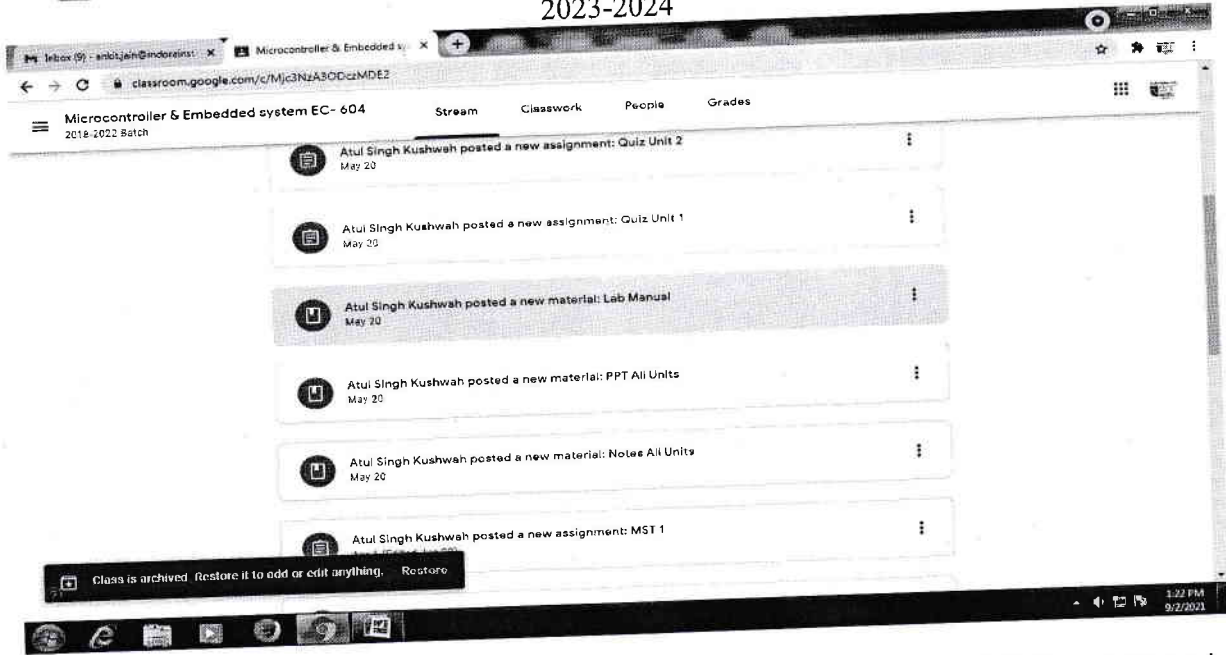 2023-2024
Inbox (9) - ankitjain@indoreinst
Microcontroller & Embedded sy
classroom.google.com/c/Mjc3NzA3ODczMDE2
Microcontroller & Embedded system EC- 604
2018-2022 Batch
Stream
Classwork
People
Grades
Atul Singh Kushwah posted a new assignment: Quiz Unit 2
May 20
Atul Singh Kushwah posted a new assignment: Quiz Unit 1
May 20
Atul Singh Kushwah posted a new material: Lab Manual
May 20
Atul Singh Kushwah posted a new material: PPT All Units
May 20
Atul Singh Kushwah posted a new material: Notes All Units
May 20
Atul Singh Kushwah posted a new assignment: MST 1
Class is archived. Restore it to add or edit anything.
Restore
1:22 PM
9/2/2021